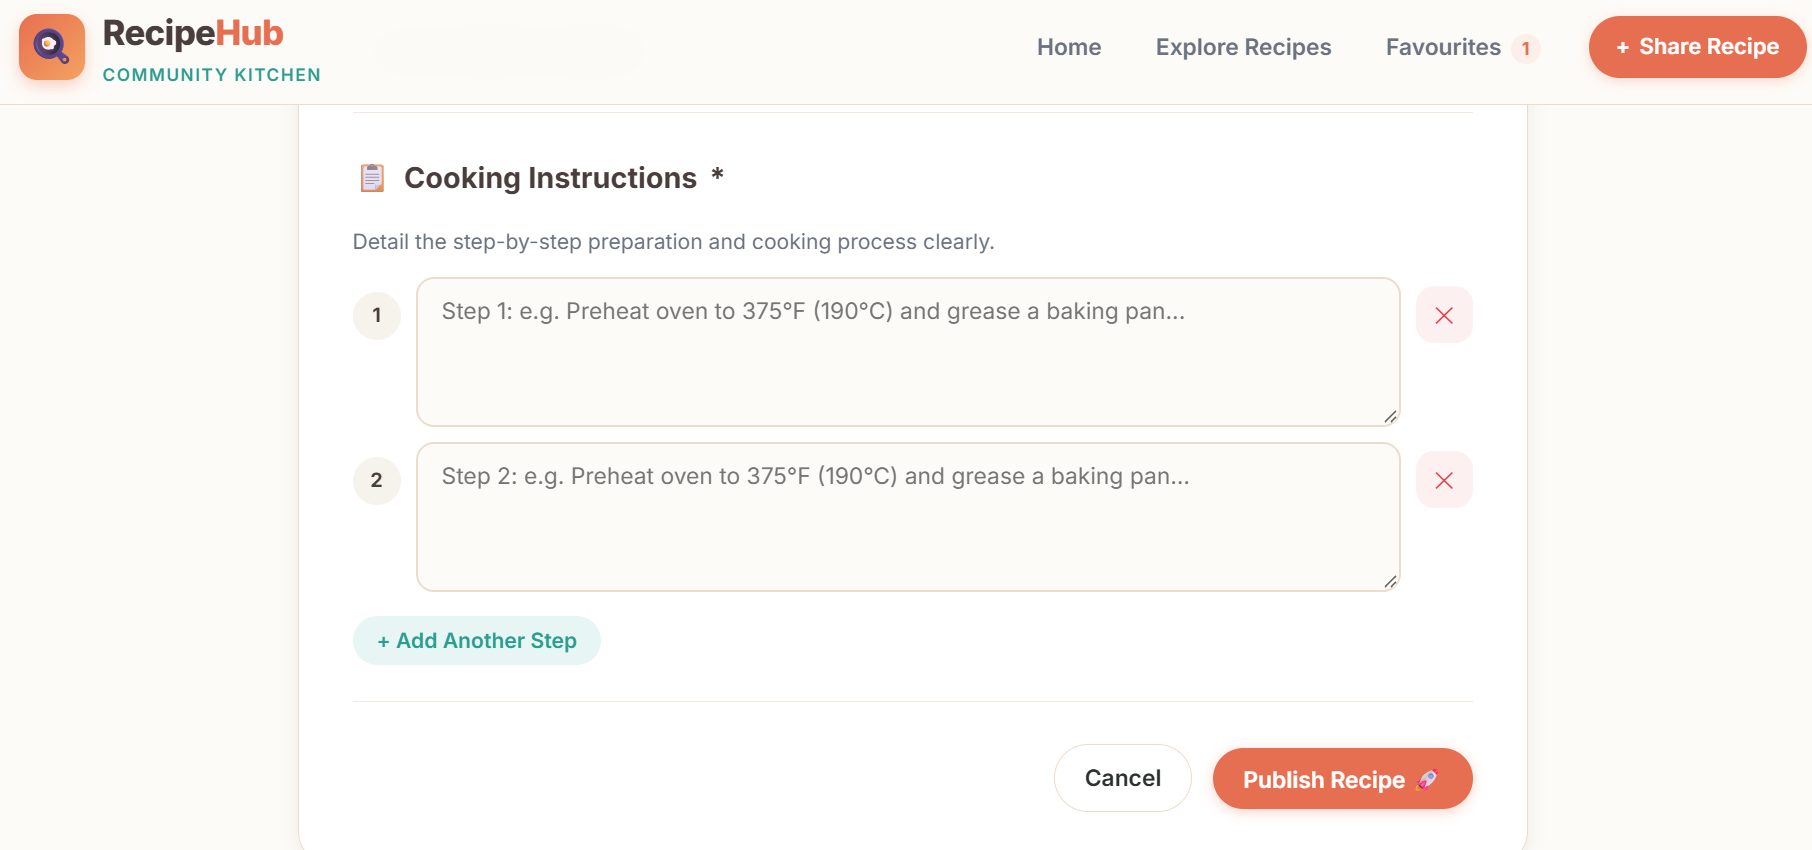 RecipeHub
COMMUNITY KITCHEN
Home
Explore Recipes
Favourites 1
+ Share Recipe
Cooking Instructions *
Detail the step-by-step preparation and cooking process clearly.
1
Step 1: e.g. Preheat oven to 375°F (190°C) and grease a baking pan...
2
Step 2: e.g. Preheat oven to 375°F (190°C) and grease a baking pan...
+ Add Another Step
Cancel
Publish Recipe 🚀